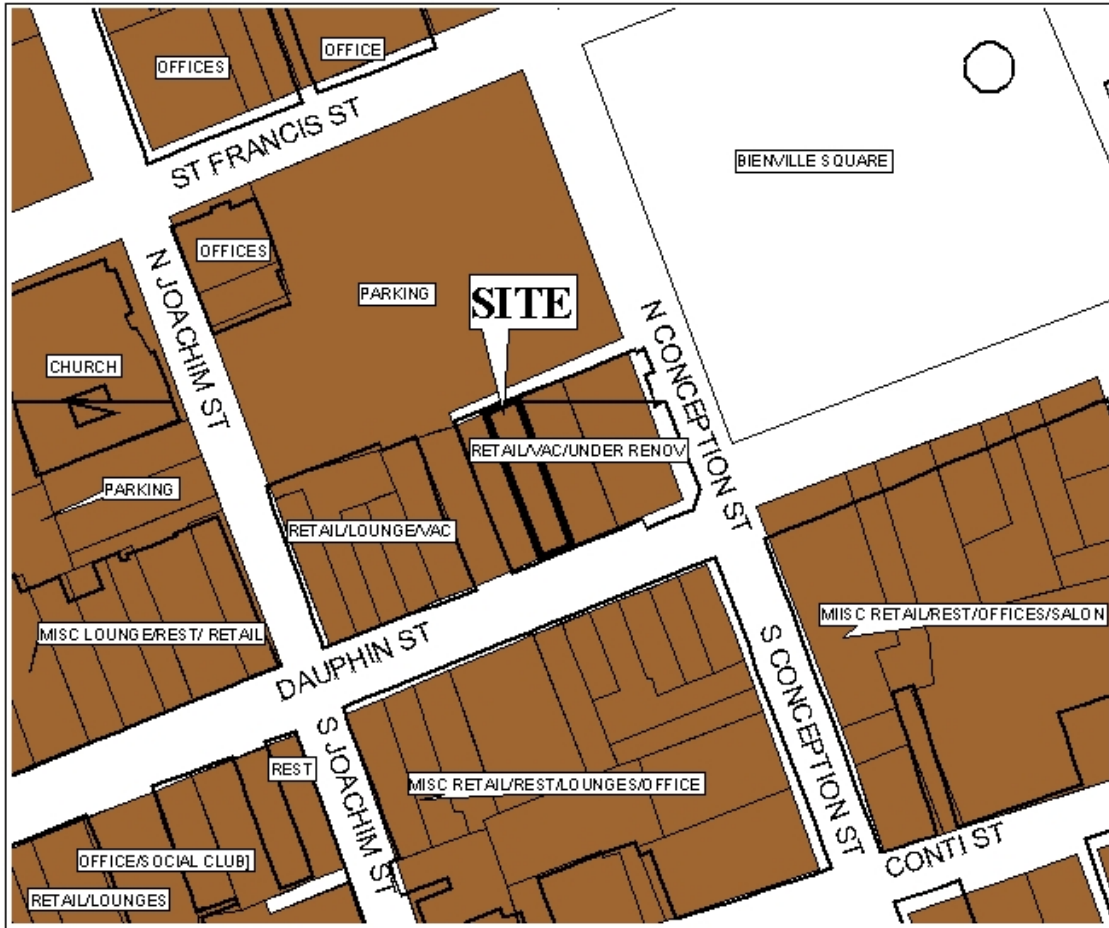 OFFICE
OFFICES
ST FRANCIS ST
BIENVILLE SQUARE
OFFICES
N JOACHIM ST
PARKING
SITE
N CONCEPTION ST
CHURCH
RETAIL/VAC/UNDER RENOV
PARKING
RETAIL/LOUNGE/VAC
MISC LOUNGE/REST/ RETAIL
MIISC RETAIL/REST/OFFICES/SALON
DAUPHIN ST
S CONCEPTION ST
S JOACHIM ST
REST
MISC RETAIL/REST/LOUNGES/OFFICE
OFFICE/SOCIAL CLUB]
CONTI ST
RETAIL/LOUNGES